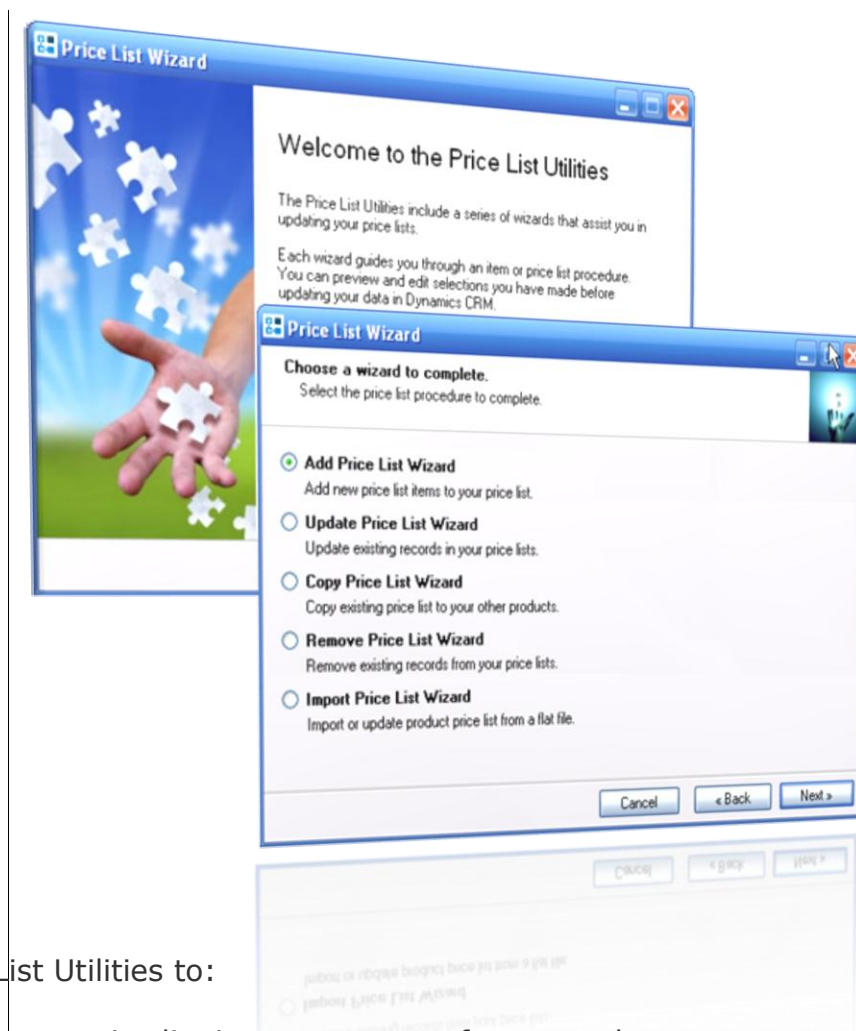 Price List Wizard
Welcome to the Price List Utilities
The Price List Utilities include a series of wizards that assist you in
updating your price lists.
Each wizard guides you through an item or price list procedure.
You can preview and edit selections you have made before
updating your data in Dynamics CRM.
Price List Wizard
Choose a wizard to complete.
Select the price list procedure to complete.
Add Price List Wizard
Add new price list items to your price list.
Update Price List Wizard
Update existing records in your price lists.
Copy Price List Wizard
Copy existing price list to your other products.
Remove Price List Wizard
Remove existing records from your price lists.
Import Price List Wizard
Import or update product price list from a flat file.
Cancel
« Back
Next »
List Utilities to: